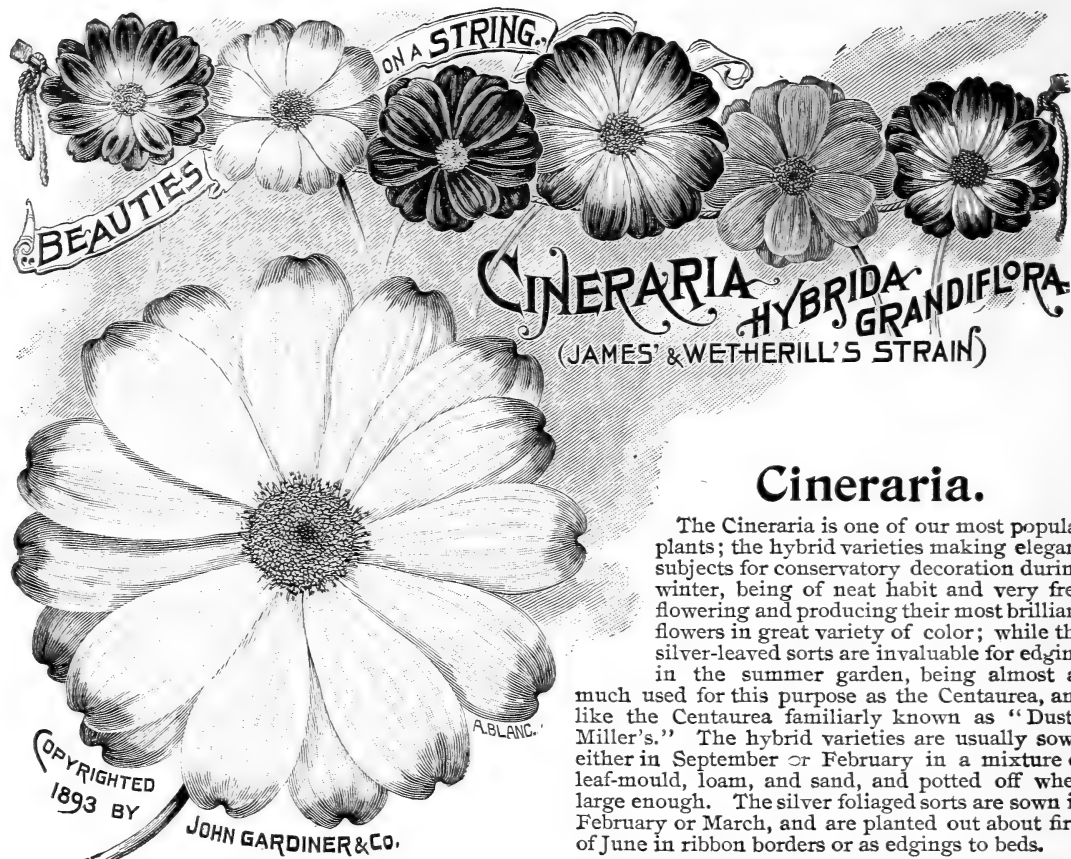 "BEAUTIES
ON A STRING."
CINERARIA HYBRIDA
GRANDIFLORA
(JAMES' & WETHERILL'S STRAIN)
Cineraria.
The Cineraria is one of our most popula
plants; the hybrid varieties making elegan
subjects for conservatory decoration durin
winter, being of neat habit and very fre
flowering and producing their most brillian
flowers in great variety of color; while th
silver-leaved sorts are invaluable for edgin
in the summer garden, being almost a
much used for this purpose as the Centaurea, an
like the Centaurea familiarly known as “Dust
Miller's.” The hybrid varieties are usually sow
either in September or February in a mixture o
leaf-mould, loam, and sand, and potted off whe
large enough. The silver foliaged sorts are sown i
February or March, and are planted out about fir
of June in ribbon borders or as edgings to beds.
A.BLANC.
COPYRIGHTED
1893 BY
JOHN GARDINER & CO.